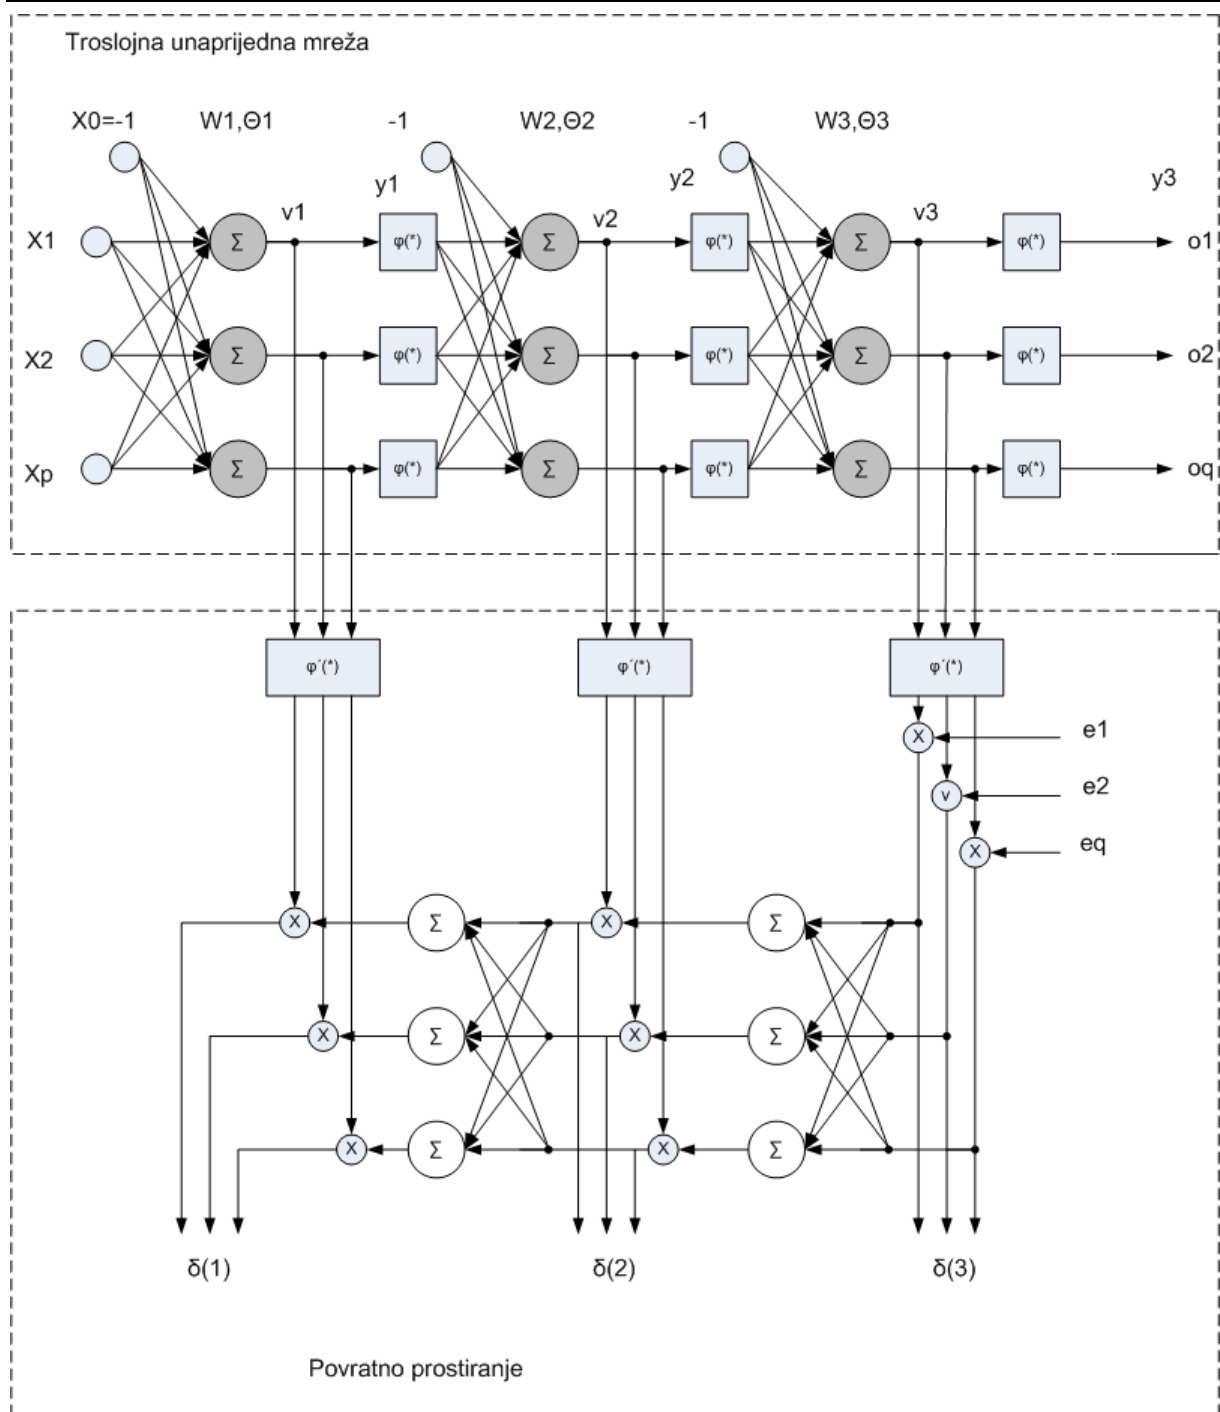 Troslojna unaprijedna mreža
X0=-1 W1,Θ1 -1 W2,Θ2 -1 W3,Θ3
y1 y2 y3
v1 v2 v3
X1 Σ φ(*) Σ φ(*) Σ φ(*) o1
X2 Σ φ(*) Σ φ(*) Σ φ(*) o2
Xp Σ φ(*) Σ φ(*) Σ φ(*) oq
φ´(*) φ´(*) φ´(*)
X e1
v e2
X eq
X Σ X Σ
X Σ X Σ
X Σ X Σ
δ(1) δ(2) δ(3)
Povratno prostiranje